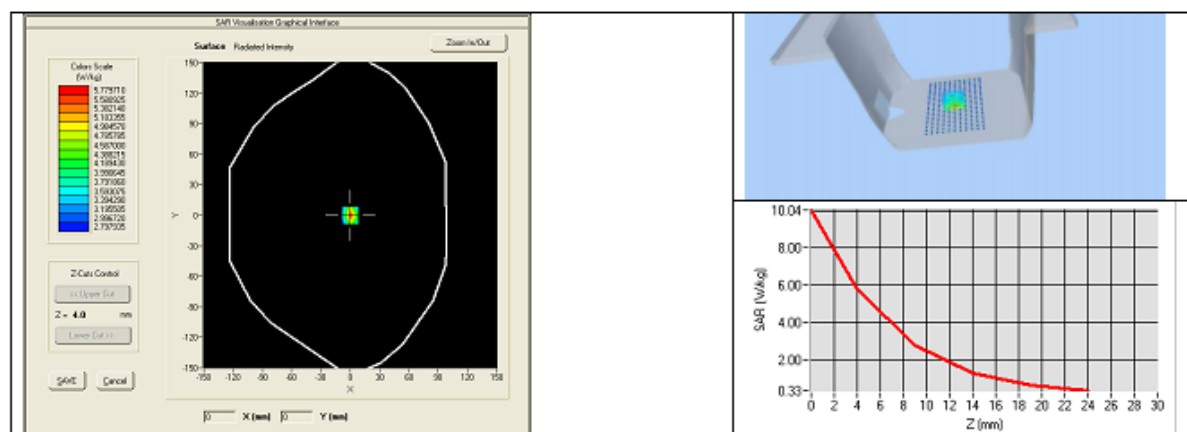 SAR Visualisation Graphical Interface
Surface Radiated Intensity
Zoom In/Out
Colors Scale
(W/kg)
5.779710
5.580925
5.382140
5.183355
4.984570
4.785785
4.587000
4.388215
4.189430
3.990645
3.791860
3.593075
3.394290
3.195505
2.996720
2.797935
Z-Cuts Control
<< Upper Cut
Z = 4.0 mm
Lower Cut >>
SAVE Cancel
150-
120-
90-
60-
30-
0-
-30-
-60-
-90-
-120-
-150-
Y
-150 -120 -90 -60 -30 0 30 60 90 120 150
X
0 X (mm) 0 Y (mm)
10.04-
8.00-
6.00-
4.00-
2.00-
0.33-
SAR (W/kg)
0 2 4 6 8 10 12 14 16 18 20 22 24 26 28 30
Z (mm)